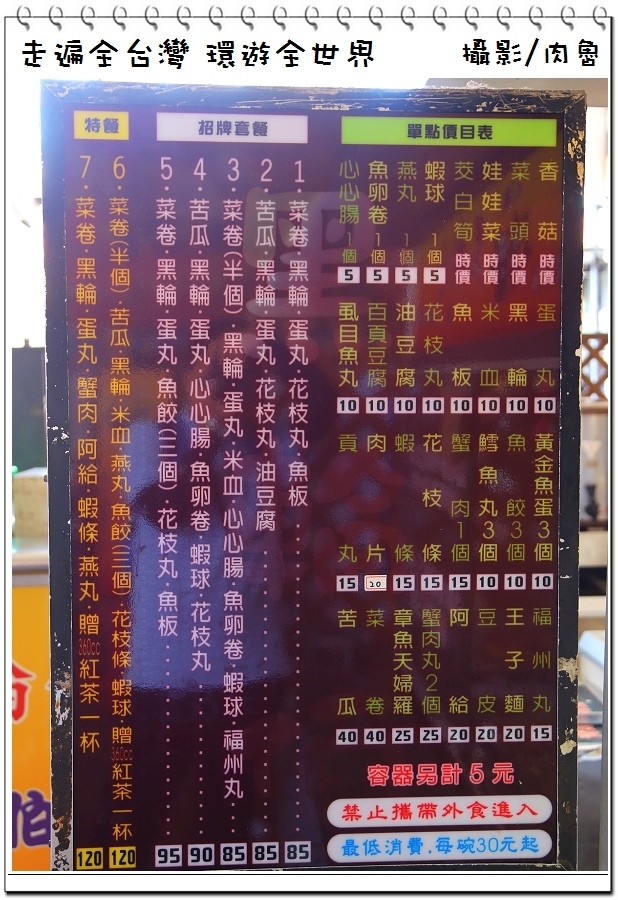 走遍全台灣 環遊全世界
攝影/肉魯
單點價目表
香菇 時價
菜頭 時價
娃娃菜 時價
茭白筍 時價
蝦球 1個 5
燕丸 1個 5
魚卵卷 1個 5
心心腸 1個 5
蛋丸 10
黑輪 10
米血 10
魚板 10
花枝丸 10
油豆腐 10
百頁豆腐 10
虱目魚丸 10
黃金魚蛋3個 10
魚餃3個 10
鱈魚丸3個 10
蟹肉1個 15
花枝條 15
蝦條 15
肉片 20
貢丸 15
福州丸 15
王子麵 20
豆皮 20
阿給 20
蟹肉丸2個 25
章魚天婦羅 25
菜卷 40
苦瓜 40
容器另計5元
禁止攜帶外食進入
最低消費.每碗30元起
招牌套餐
1.菜卷.黑輪.蛋丸.花枝丸.魚板 85
2.苦瓜.黑輪.蛋丸.花枝丸.油豆腐 85
3.菜卷(半個).黑輪.蛋丸.米血.心心腸.魚卵卷.蝦球.福州丸 85
4.苦瓜.黑輪.蛋丸.心心腸.魚卵卷.蝦球.花枝丸 90
5.菜卷.黑輪.蛋丸.魚餃(三個).花枝丸.魚板 95
特餐
6.菜卷(半個).苦瓜.黑輪.米血.燕丸.魚餃(三個).花枝條.蝦球.贈360cc紅茶一杯 120
7.菜卷.黑輪.蛋丸.蟹肉.阿給.蝦條.燕丸.贈360cc紅茶一杯 120